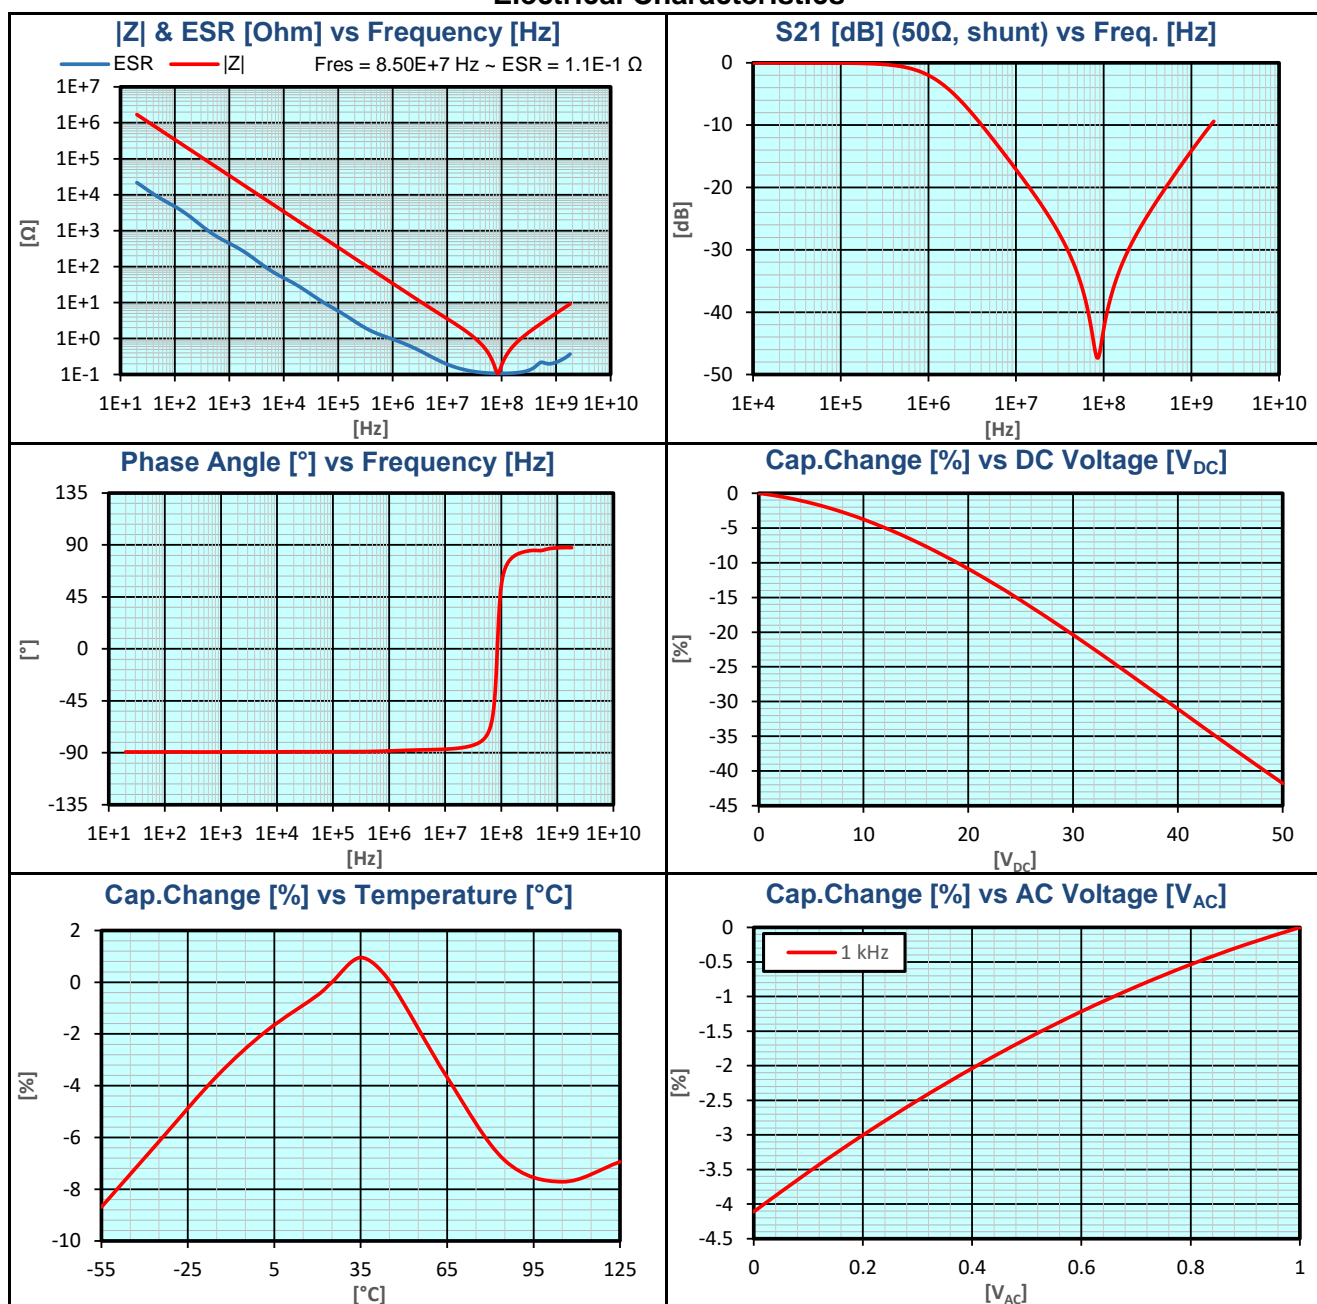 |Z| & ESR [Ohm] vs Frequency [Hz]
ESR |Z| Fres = 8.50E+7 Hz ~ ESR = 1.1E-1 Ω
1E+7
1E+6
1E+5
1E+4
1E+3
1E+2
1E+1
1E+0
1E-1
[Ω]
1E+1 1E+2 1E+3 1E+4 1E+5 1E+6 1E+7 1E+8 1E+9 1E+10
[Hz]
S21 [dB] (50Ω, shunt) vs Freq. [Hz]
0
-10
-20
-30
-40
-50
[dB]
1E+4 1E+5 1E+6 1E+7 1E+8 1E+9 1E+10
[Hz]
Phase Angle [°] vs Frequency [Hz]
135
90
45
0
-45
-90
-135
[°]
1E+1 1E+2 1E+3 1E+4 1E+5 1E+6 1E+7 1E+8 1E+9 1E+10
[Hz]
Cap.Change [%] vs DC Voltage [VDC]
0
-5
-10
-15
-20
-25
-30
-35
-40
-45
[%]
0 10 20 30 40 50
[VDC]
Cap.Change [%] vs Temperature [°C]
2
0
-2
-4
-6
-8
-10
[%]
-55 -25 5 35 65 95 125
[°C]
Cap.Change [%] vs AC Voltage [VAC]
1 kHz
0
-0.5
-1
-1.5
-2
-2.5
-3
-3.5
-4
-4.5
[%]
0 0.2 0.4 0.6 0.8 1
[VAC]